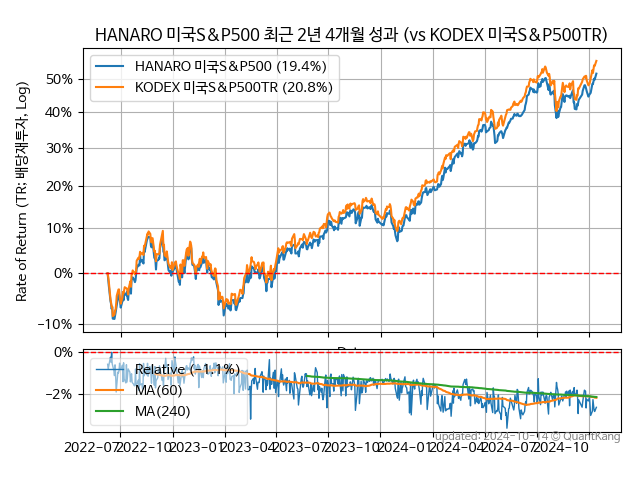 HANARO 미국S&P500 최근 2년 4개월 성과 (vs KODEX 미국S&P500TR)
HANARO 미국S&P500 (19.4%)
KODEX 미국S&P500TR (20.8%)
Rate of Return (TR: 배당재투자, Log)
50%
40%
30%
20%
10%
0%
−10%
0%
−2%
Relative (−1.1%)
MA(60)
MA(240)
updated: 2024-10-14 © QuantKang
2022-07 2022-10 2023-01 2023-04 2023-07 2023-10 2024-01 2024-04 2024-07 2024-10